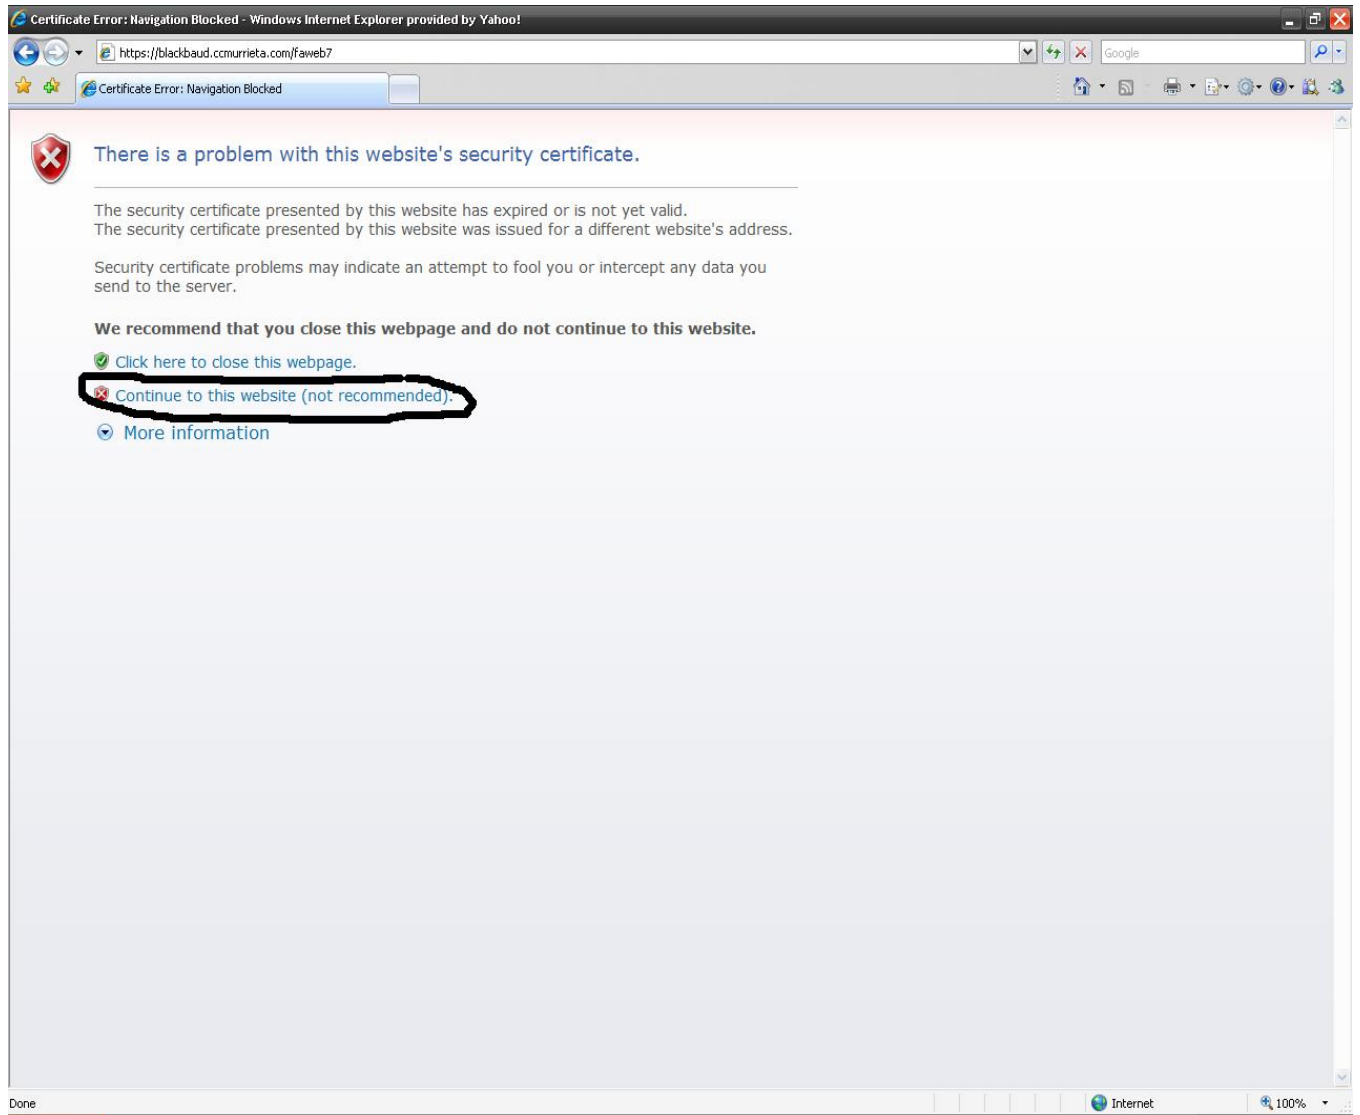 Certificate Error: Navigation Blocked - Windows Internet Explorer provided by Yahoo!
https://blackbaud.ccmurrieta.com/faweb7
Google
Certificate Error: Navigation Blocked
There is a problem with this website's security certificate.
The security certificate presented by this website has expired or is not yet valid.
The security certificate presented by this website was issued for a different website's address.
Security certificate problems may indicate an attempt to fool you or intercept any data you
send to the server.
We recommend that you close this webpage and do not continue to this website.
Click here to close this webpage.
Continue to this website (not recommended).
More information
Done
Internet
100%